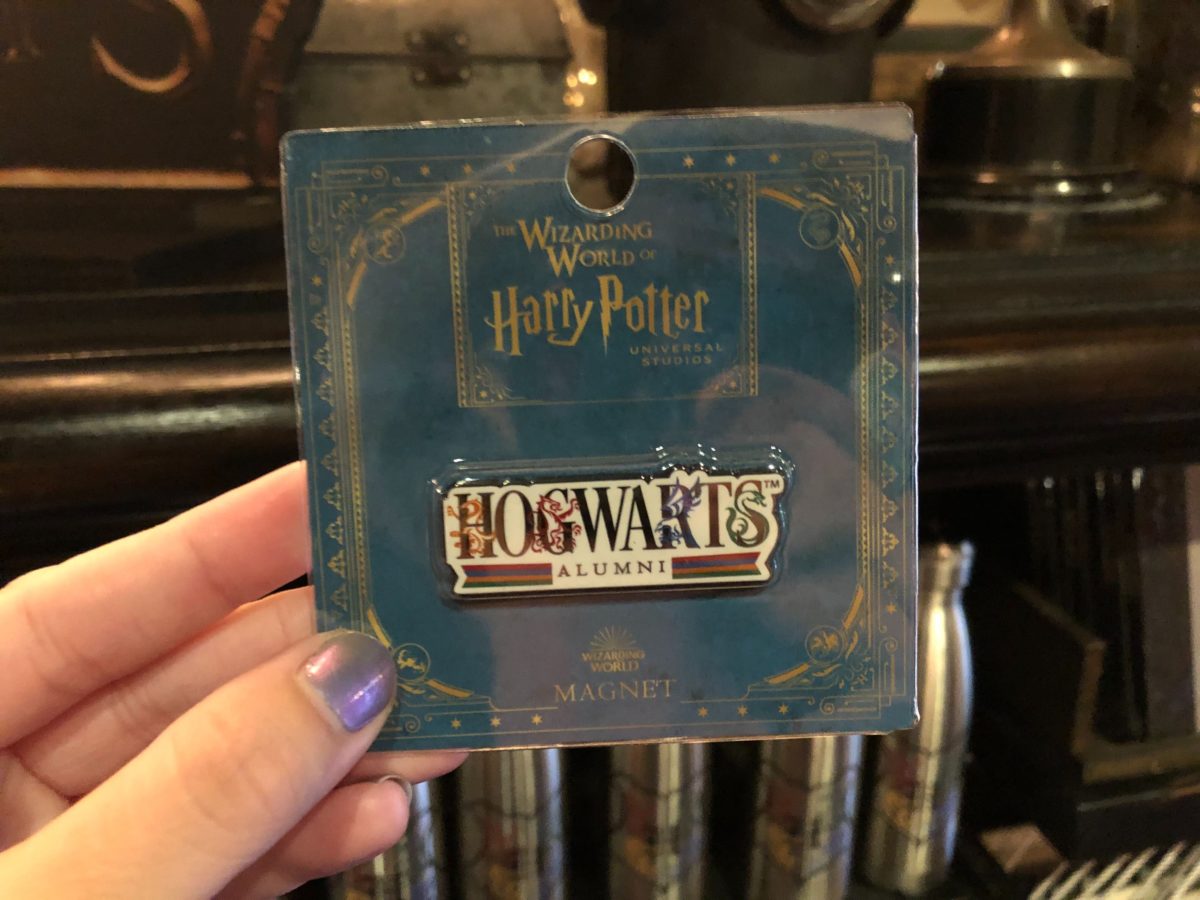 THE WIZARDING
WORLD OF
Harry Potter
UNIVERSAL
STUDIOS
HOGWARTS™
ALUMNI
WIZARDING
WORLD
MAGNET